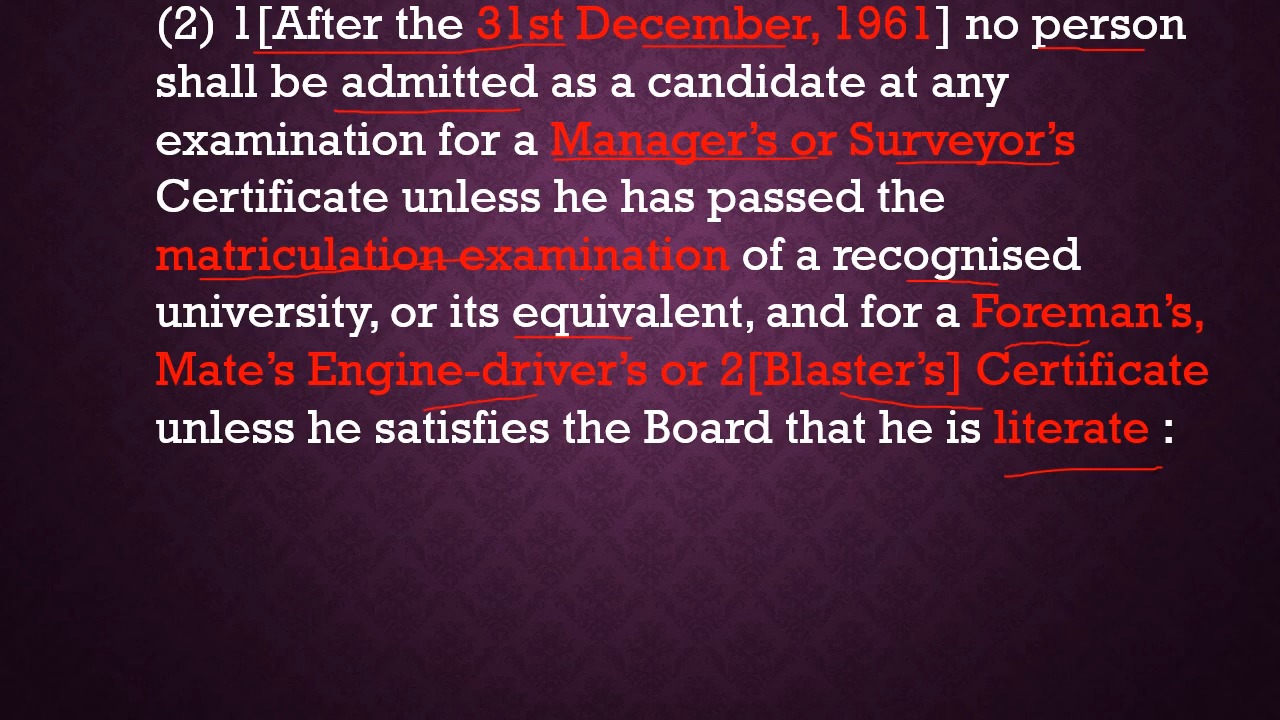 (2) 1[After the 31st December, 1961] no person
shall be admitted as a candidate at any
examination for a Manager’s or Surveyor’s
Certificate unless he has passed the
matriculation examination of a recognised
university, or its equivalent, and for a Foreman’s,
Mate’s Engine-driver’s or 2[Blaster’s] Certificate
unless he satisfies the Board that he is literate :